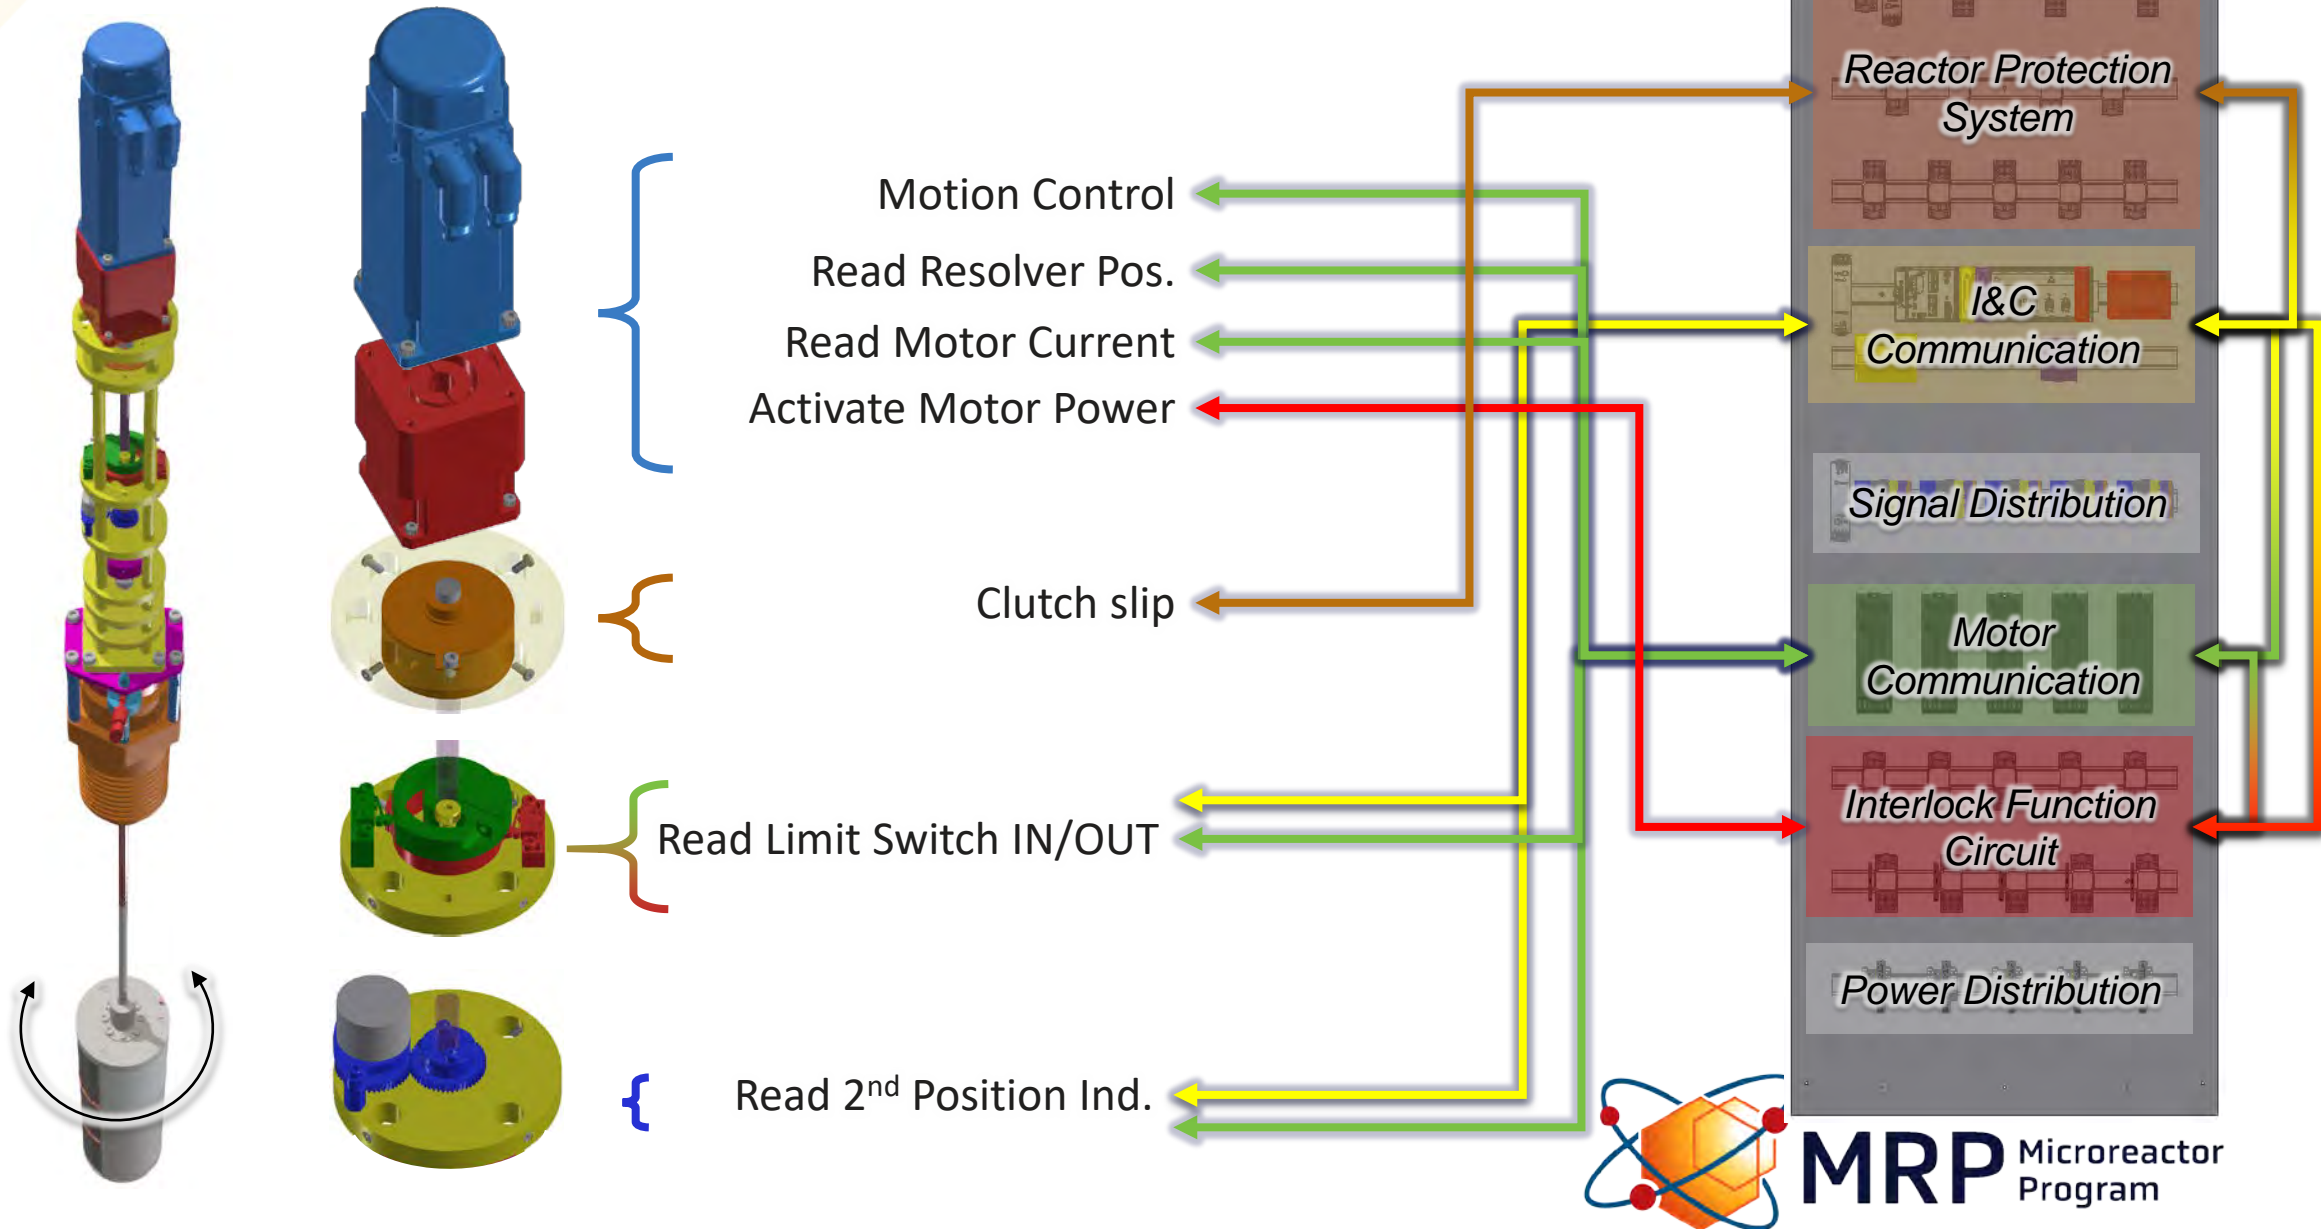 Motion Control
Read Resolver Pos.
Read Motor Current
Activate Motor Power
Clutch slip
Read Limit Switch IN/OUT
Read 2nd Position Ind.
Reactor Protection
System
I&C
Communication
Signal Distribution
Motor
Communication
Interlock Function
Circuit
Power Distribution
MRP Microreactor
Program